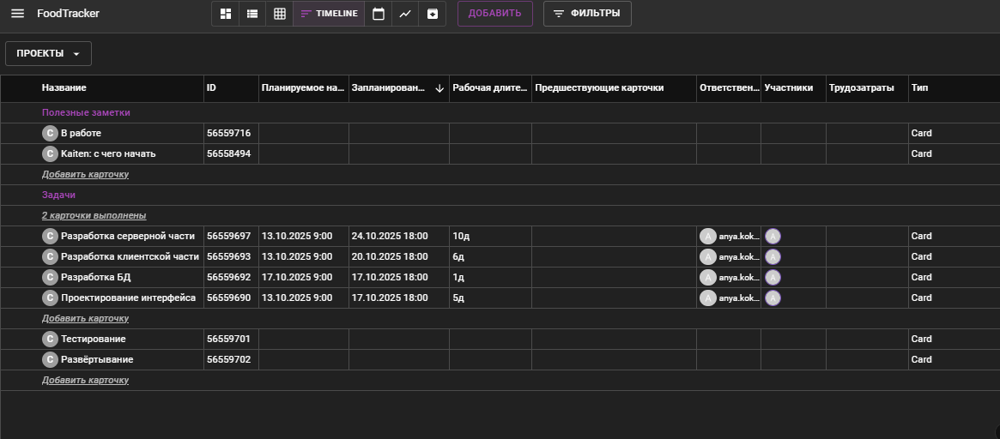 FoodTracker TIMELINE ДОБАВИТЬ ФИЛЬТРЫ
ПРОЕКТЫ
Название ID Планируемое на... Запланирован... Рабочая длите... Предшествующие карточки Ответствен... Участники Трудозатраты Тип
Полезные заметки
C В работе 56559716 Card
C Kaiten: с чего начать 56558494 Card
Добавить карточку
Задачи
2 карточки выполнены
C Разработка серверной части 56559697 13.10.2025 9:00 24.10.2025 18:00 10д A anya.kok... A Card
C Разработка клиентской части 56559693 13.10.2025 9:00 20.10.2025 18:00 6д A anya.kok... A Card
C Разработка БД 56559692 17.10.2025 9:00 17.10.2025 18:00 1д A anya.kok... A Card
C Проектирование интерфейса 56559690 13.10.2025 9:00 17.10.2025 18:00 5д A anya.kok... A Card
Добавить карточку
C Тестирование 56559701 Card
C Развёртывание 56559702 Card
Добавить карточку